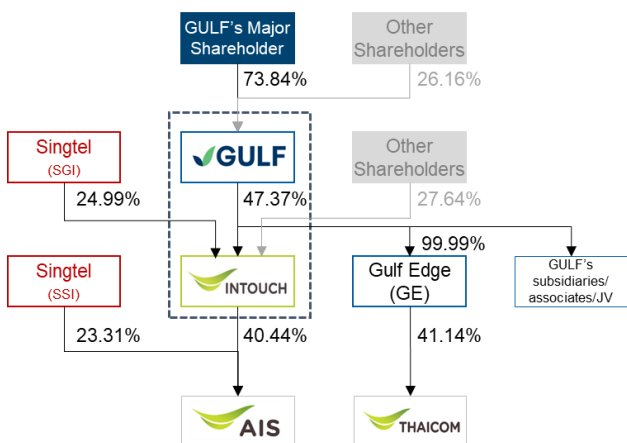 GULF's Major
Shareholder
Other
Shareholders
73.84%
26.16%
Singtel
(SGI)
GULF
Other
Shareholders
24.99%
47.37%
27.64%
99.99%
Singtel
(SSI)
INTOUCH
Gulf Edge
(GE)
GULF's
subsidiaries/
associates/JV
23.31%
40.44%
41.14%
AIS
THAICOM